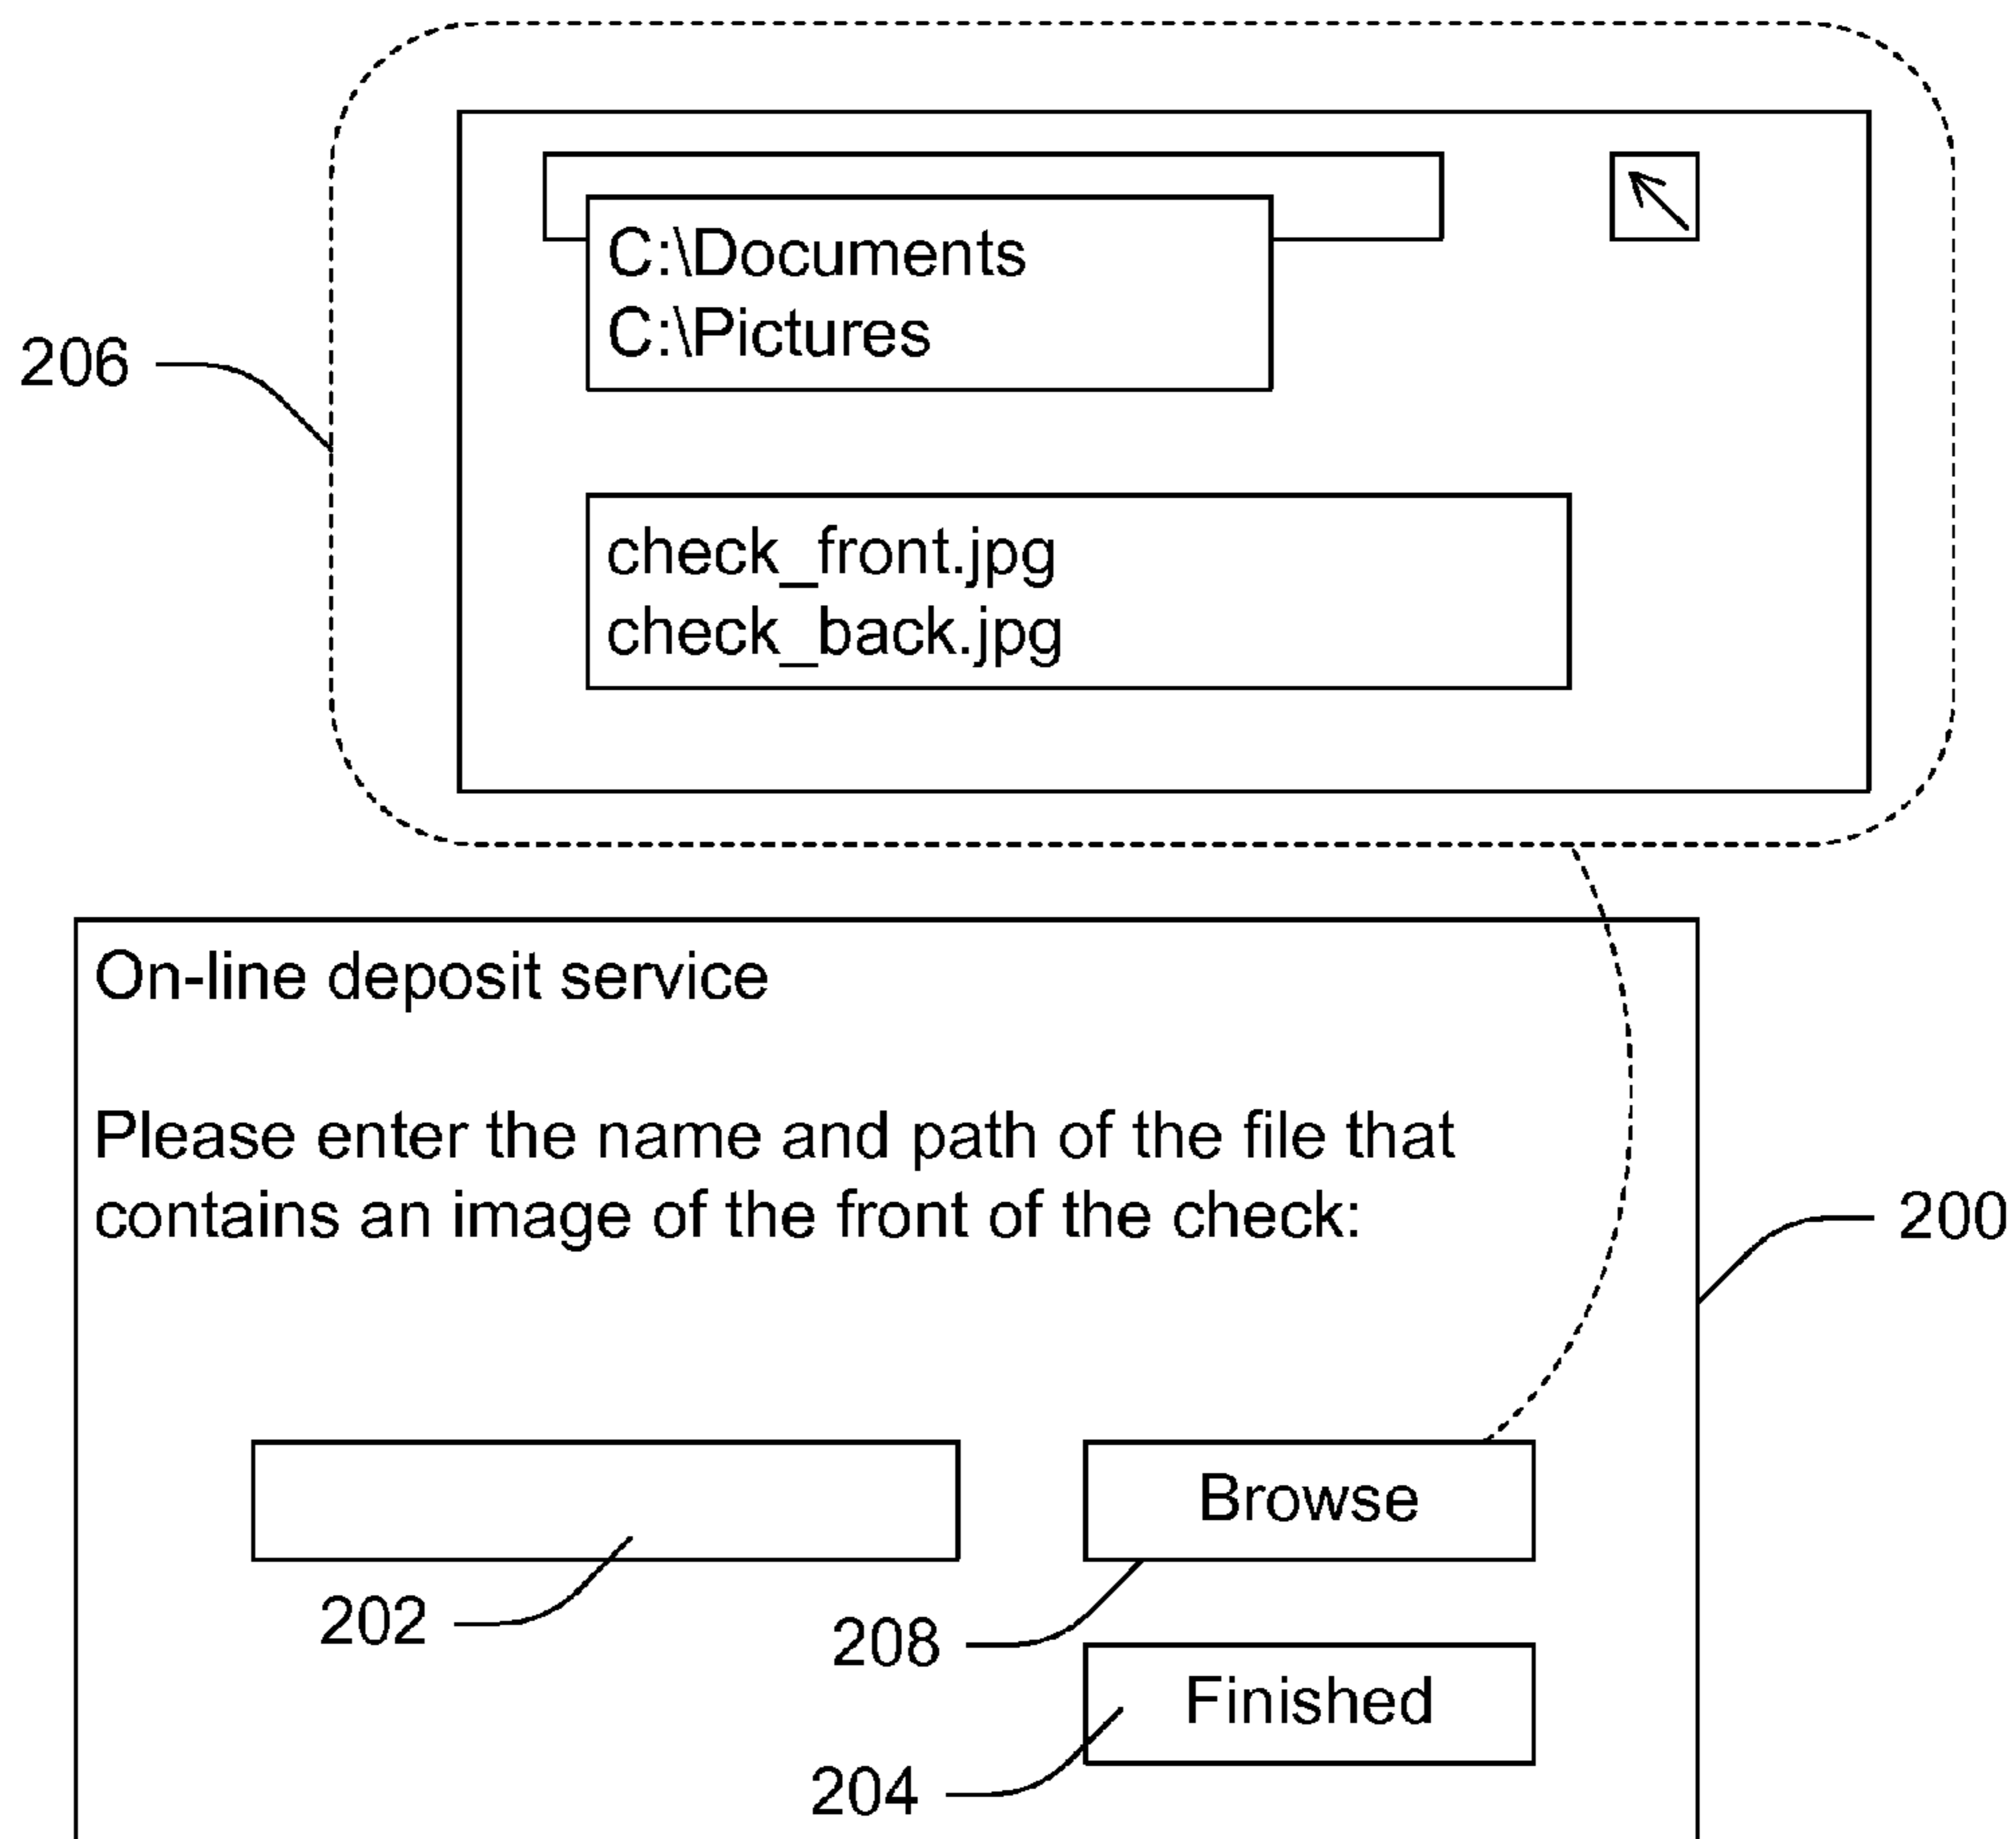 C:\Documents
C:\Pictures
206
check_front.jpg
check_back.jpg
On-line deposit service
Please enter the name and path of the file that
contains an image of the front of the check:
200
Browse
202
208
Finished
204